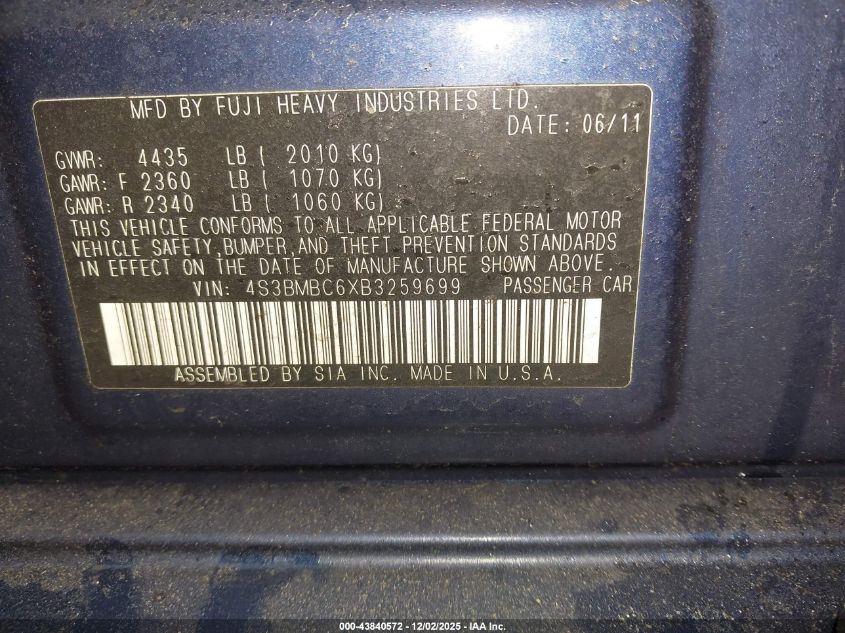 MFD BY FUJI HEAVY INDUSTRIES LTD.
DATE: 06/11
GVWR: 4435 LB ( 2010 KG)
GAWR: F 2360 LB ( 1070 KG)
GAWR: R 2340 LB ( 1060 KG)
THIS VEHICLE CONFORMS TO ALL APPLICABLE FEDERAL MOTOR
VEHICLE SAFETY,BUMPER,AND THEFT PREVENTION STANDARDS
IN EFFECT ON THE DATE OF MANUFACTURE SHOWN ABOVE.
VIN: 4S3BMBC6XB3259699 PASSENGER CAR
ASSEMBLED BY SIA INC. MADE IN U.S.A.
000-43840572 - 12/02/2025 - IAA Inc.